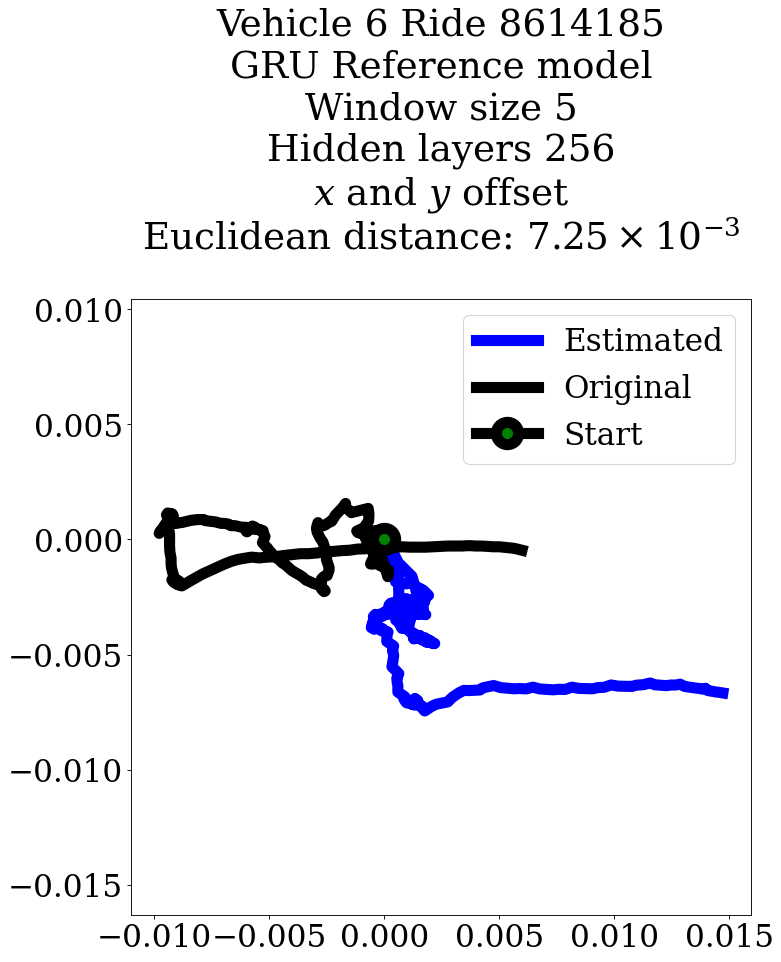 Vehicle 6 Ride 8614185
GRU Reference model
Window size 5
Hidden layers 256
x and y offset
Euclidean distance: 7.25 × 10⁻³
Estimated
Original
Start
0.010
0.005
0.000
−0.005
−0.010
−0.015
−0.010 −0.005 0.000 0.005 0.010 0.015